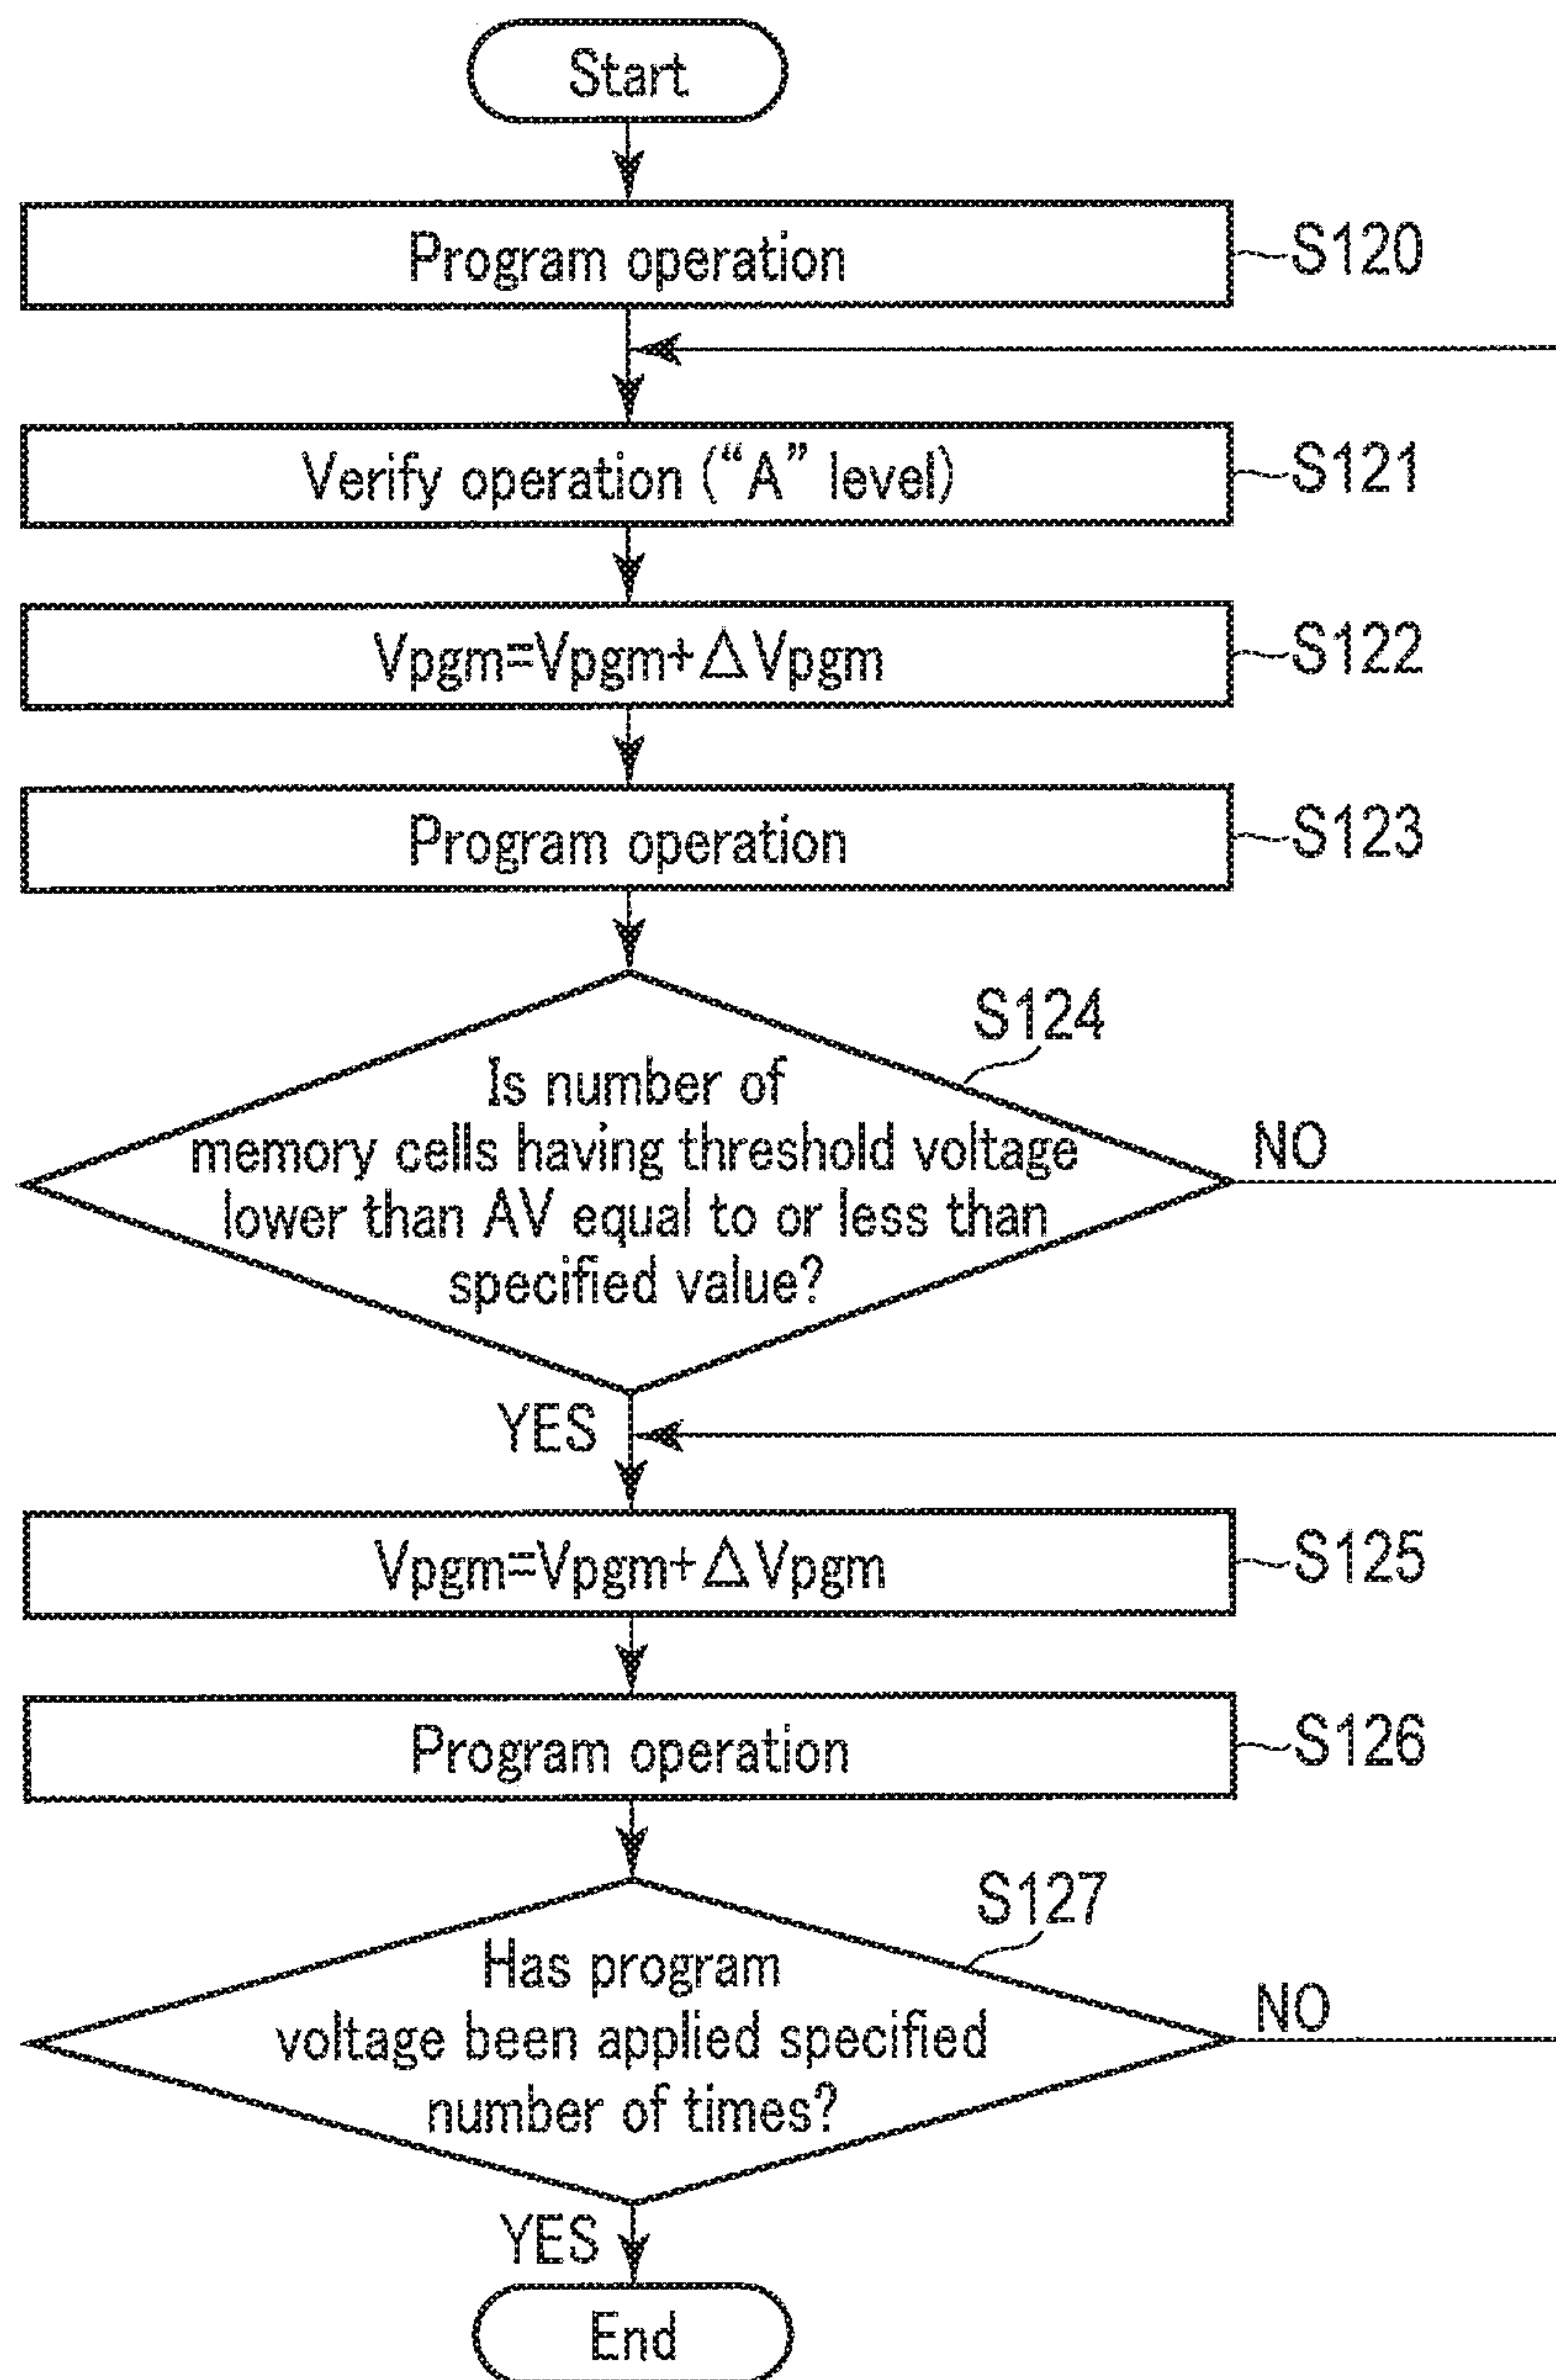 Start
Program operation
S120
Verify operation (“A” level)
S121
Vpgm=Vpgm+△Vpgm
S122
Program operation
S123
S124
Is number of
memory cells having threshold voltage
lower than AV equal to or less than
specified value?
NO
YES
Vpgm=Vpgm+△Vpgm
S125
Program operation
S126
S127
Has program
voltage been applied specified
number of times?
NO
YES
End